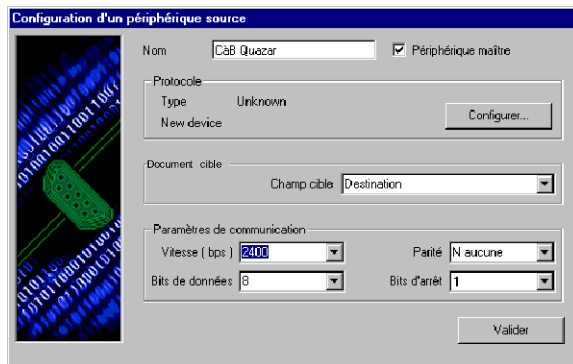 Configuration d'un périphérique source
Nom CàB Quazar Périphérique maître
Protocole
Type Unknown
New device
Configurer...
Document cible
Champ cible Destination
Paramètres de communication
Vitesse ( bps ) 2400 Parité N aucune
Bits de données 8 Bits d'arrêt 1
Valider